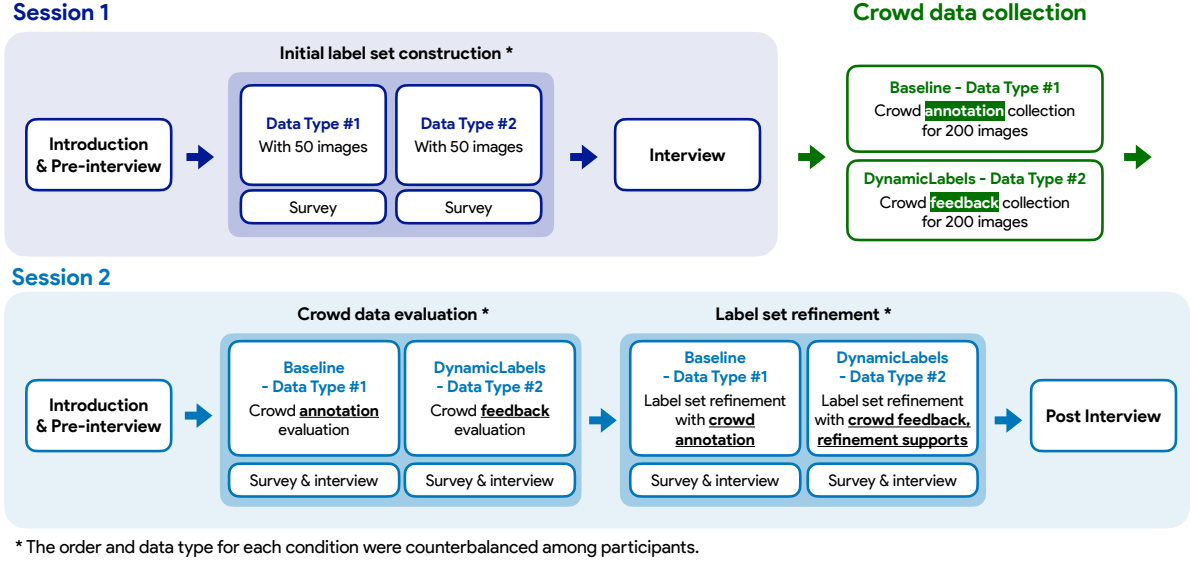 Session 1
Initial label set construction *
Introduction
& Pre-interview
Data Type #1
With 50 images
Survey
Data Type #2
With 50 images
Survey
Interview
Crowd data collection
Baseline - Data Type #1
Crowd annotation collection
for 200 images
DynamicLabels - Data Type #2
Crowd feedback collection
for 200 images
Session 2
Introduction
& Pre-interview
Crowd data evaluation *
Baseline
- Data Type #1
Crowd annotation
evaluation
Survey & interview
DynamicLabels
- Data Type #2
Crowd feedback
evaluation
Survey & interview
Label set refinement *
Baseline
- Data Type #1
Label set refinement
with crowd
annotation
Survey & interview
DynamicLabels
- Data Type #2
Label set refinement
with crowd feedback,
refinement supports
Survey & interview
Post Interview
* The order and data type for each condition were counterbalanced among participants.